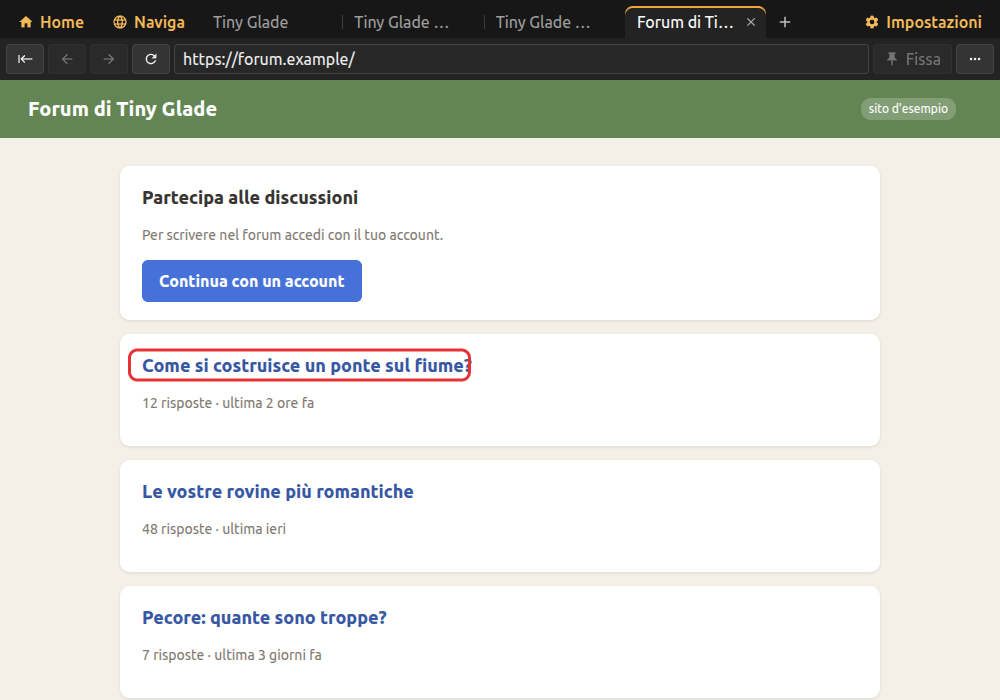 Home
Naviga
Tiny Glade
Tiny Glade ...
Tiny Glade ...
Forum di Ti...
Impostazioni
https://forum.example/
Fissa
Forum di Tiny Glade
sito d'esempio
Partecipa alle discussioni
Per scrivere nel forum accedi con il tuo account.
Continua con un account
Come si costruisce un ponte sul fiume?
12 risposte · ultima 2 ore fa
Le vostre rovine più romantiche
48 risposte · ultima ieri
Pecore: quante sono troppe?
7 risposte · ultima 3 giorni fa